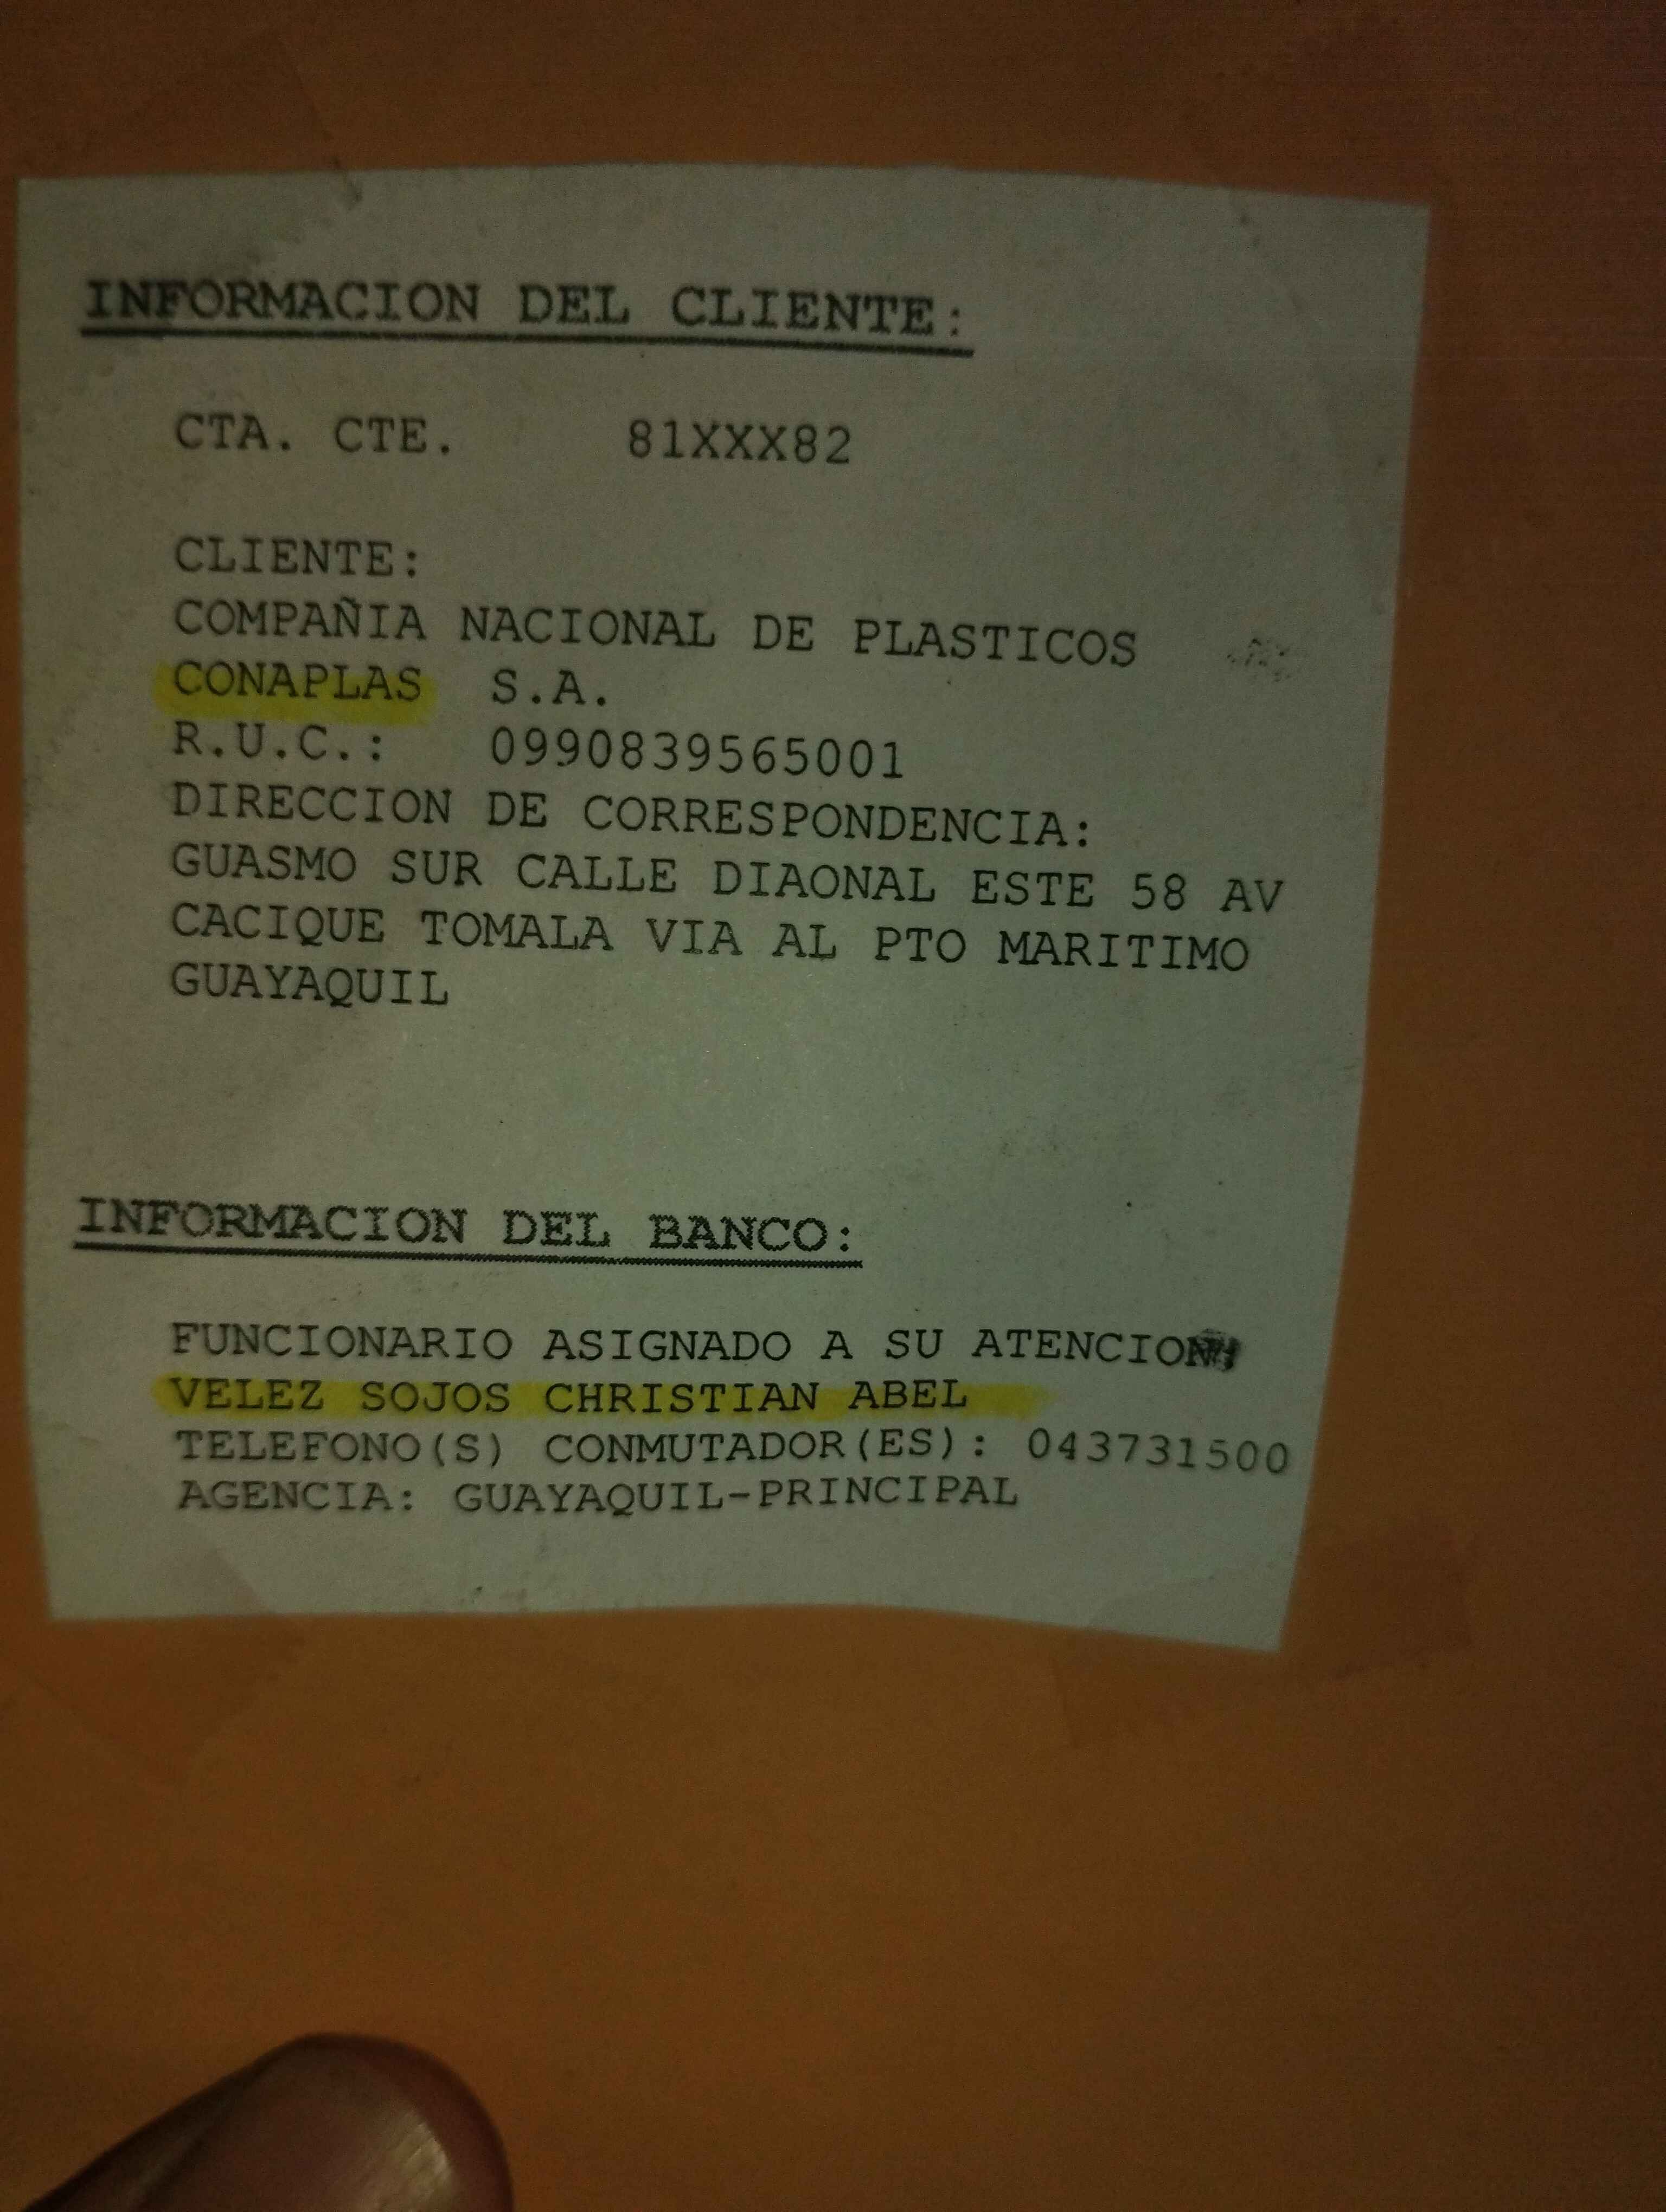 INFORMACION DEL CLIENTE:
CTA. CTE. 81XXX82
CLIENTE:
COMPAÑIA NACIONAL DE PLASTICOS
CONAPLAS S.A.
R.U.C.: 0990839565001
DIRECCION DE CORRESPONDENCIA:
GUASMO SUR CALLE DIAONAL ESTE 58 AV
CACIQUE TOMALA VIA AL PTO MARITIMO
GUAYAQUIL
INFORMACION DEL BANCO:
FUNCIONARIO ASIGNADO A SU ATENCION
VELEZ SOJOS CHRISTIAN ABEL
TELEFONO(S) CONMUTADOR(ES): 043731500
AGENCIA: GUAYAQUIL-PRINCIPAL